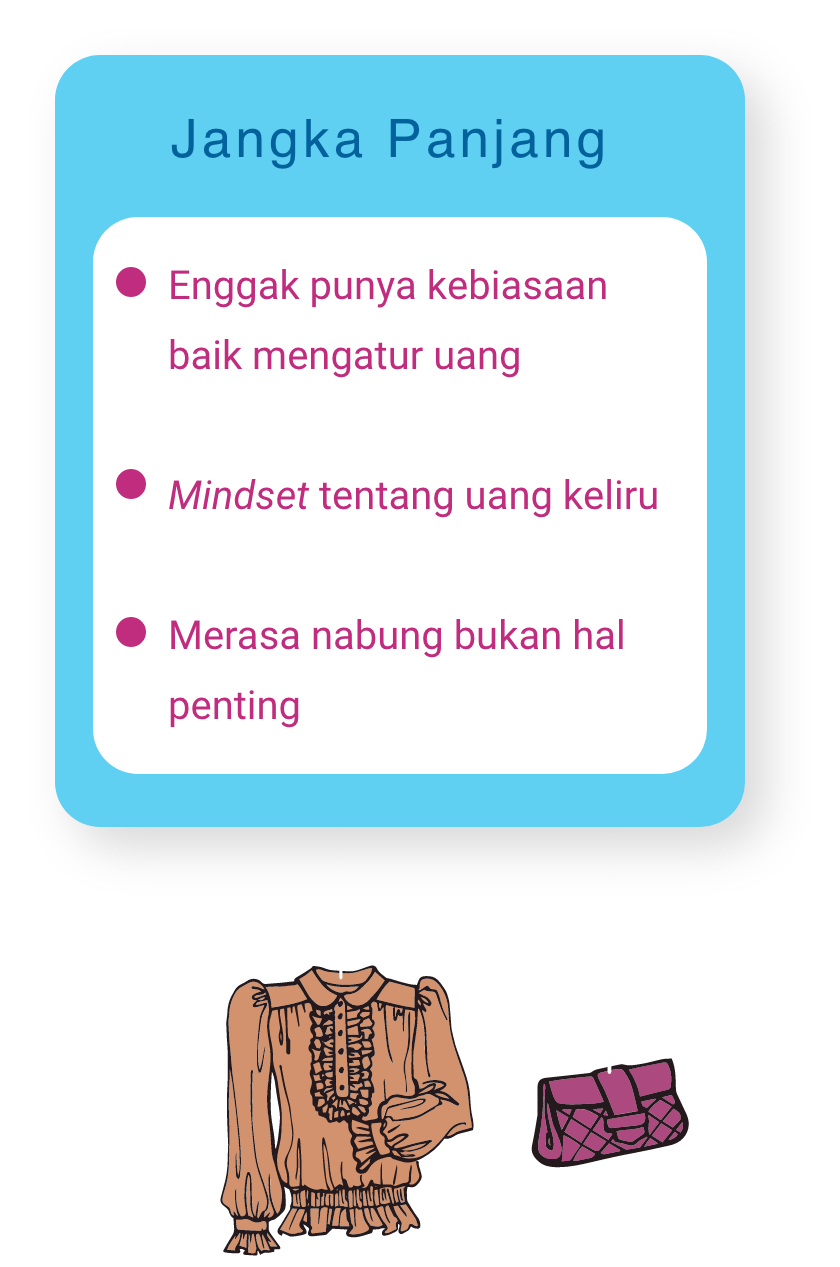 Jangka Panjang
Enggak punya kebiasaan
baik mengatur uang
Mindset tentang uang keliru
Merasa nabung bukan hal
penting